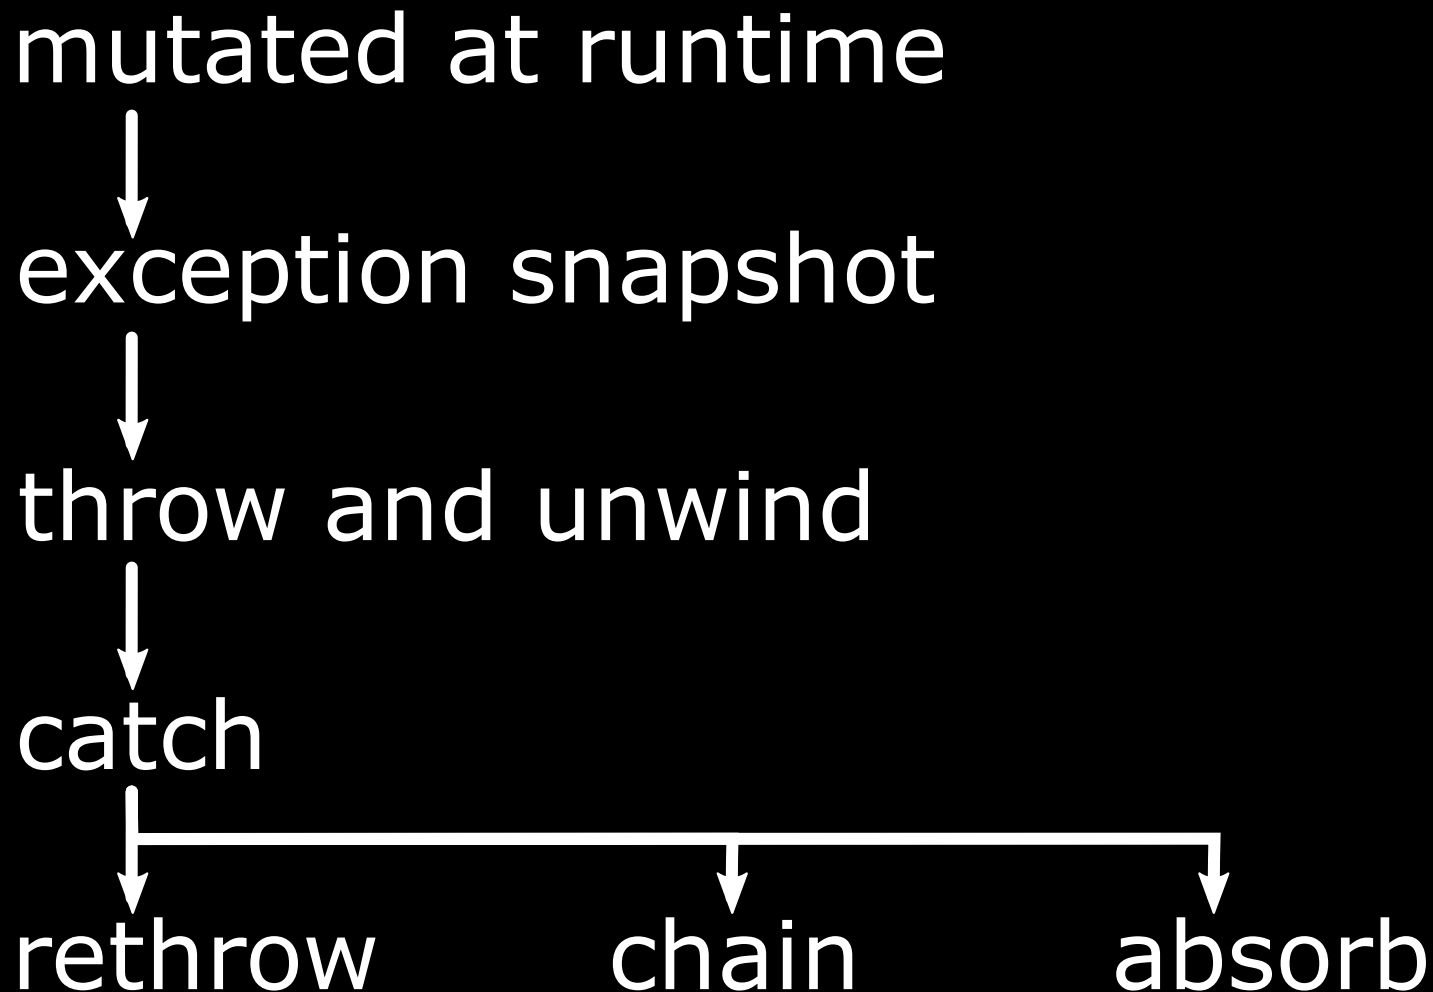 mutated at runtime
exception snapshot
throw and unwind
catch
rethrow chain absorb